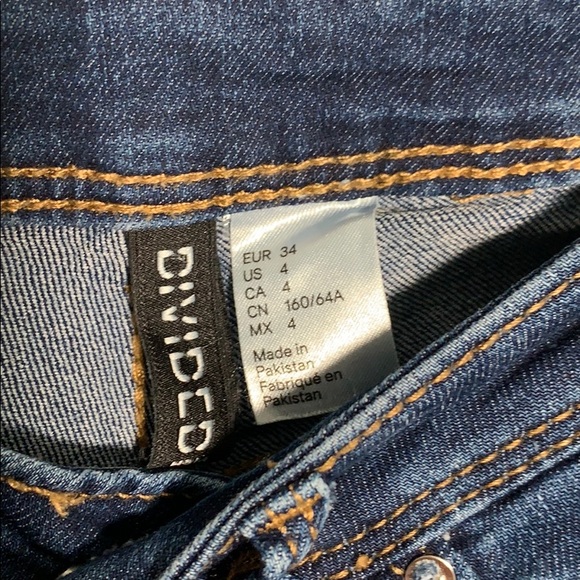 DIVIDED
EUR 34
US 4
CA 4
CN 160/64A
MX 4
Made in
Pakistan
Fabriqué en
Pakistan